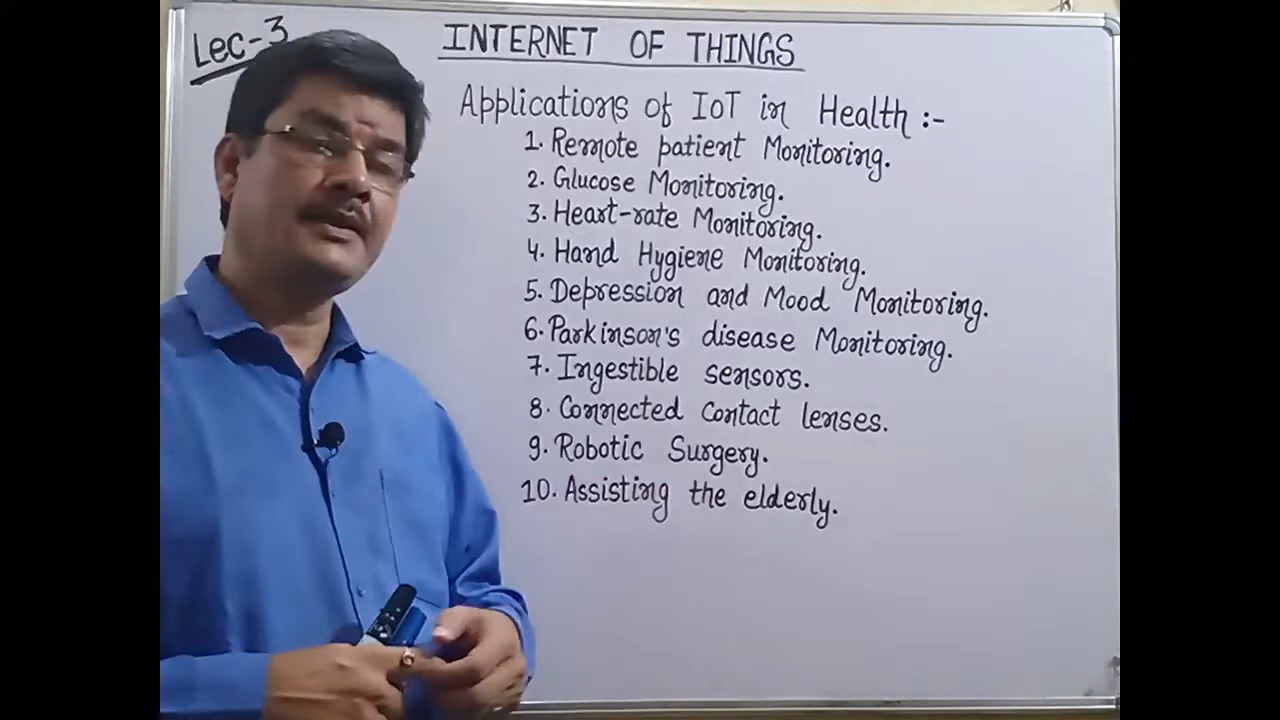 Lec-3
INTERNET OF THINGS
Applications of IoT in Health :-
1. Remote patient Monitoring.
2. Glucose Monitoring.
3. Heart-rate Monitoring.
4. Hand Hygiene Monitoring.
5. Depression and Mood Monitoring.
6. Parkinson's disease Monitoring.
7. Ingestible sensors.
8. Connected Contact lenses.
9. Robotic Surgery.
10. Assisting the elderly.